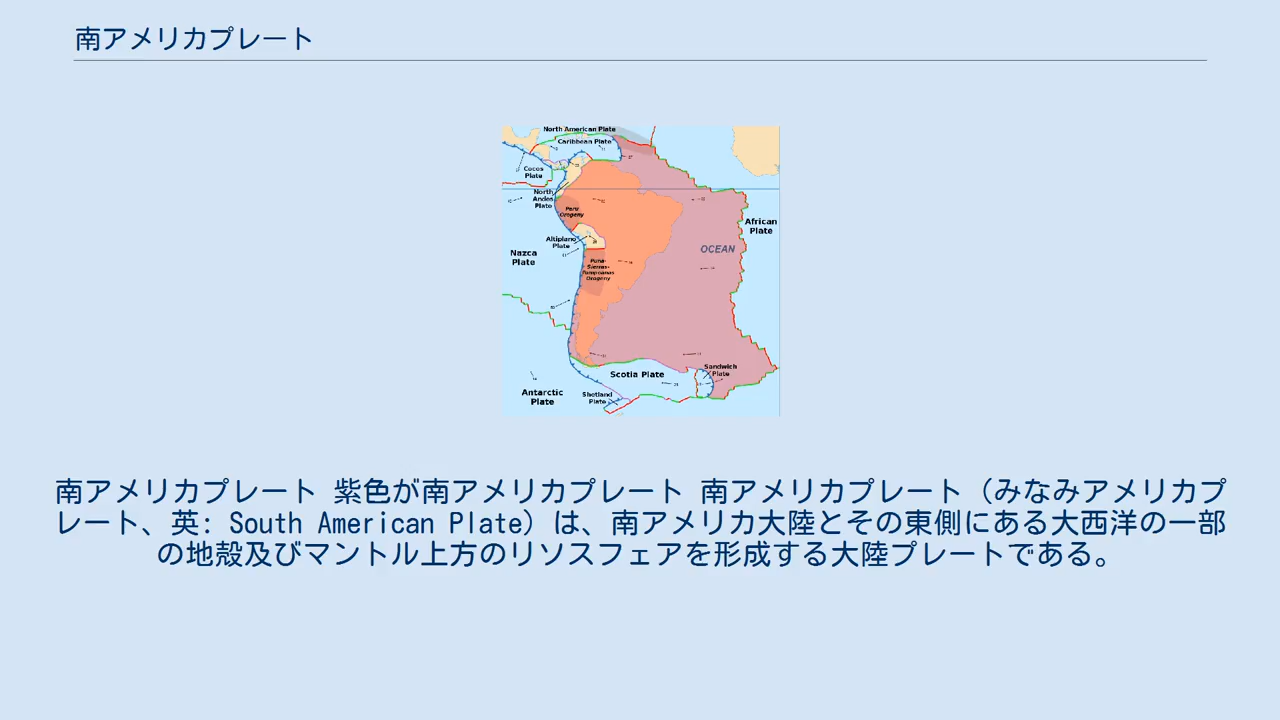 南アメリカプレート
North American Plate
Caribbean Plate
Cocos
Plate
North
Andes
Plate
Peru
Orogeny
African
Plate
Altiplano
Plate
OCEAN
Nazca
Plate
Puna-
Sierras-
Pampeanas
Orogeny
Scotia Plate
Sandwich
Plate
Antarctic
Plate
Shetland
Plate
南アメリカプレート 紫色が南アメリカプレート 南アメリカプレート（みなみアメリカプ
レート、英: South American Plate）は、南アメリカ大陸とその東側にある大西洋の一部
の地殻及びマントル上方のリソスフェアを形成する大陸プレートである。